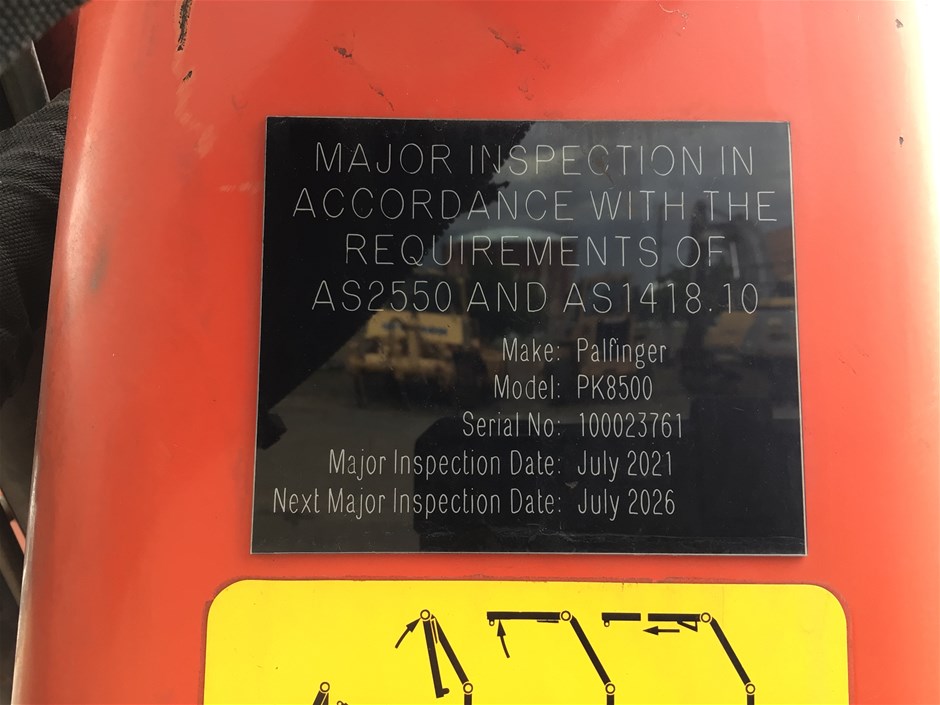 MAJOR INSPECTION IN
ACCORDANCE WITH THE
REQUIREMENTS OF
AS2550 AND AS1418.10
Make: Palfinger
Model: PK8500
Serial No: 100023761
Major Inspection Date: July 2021
Next Major Inspection Date: July 2026